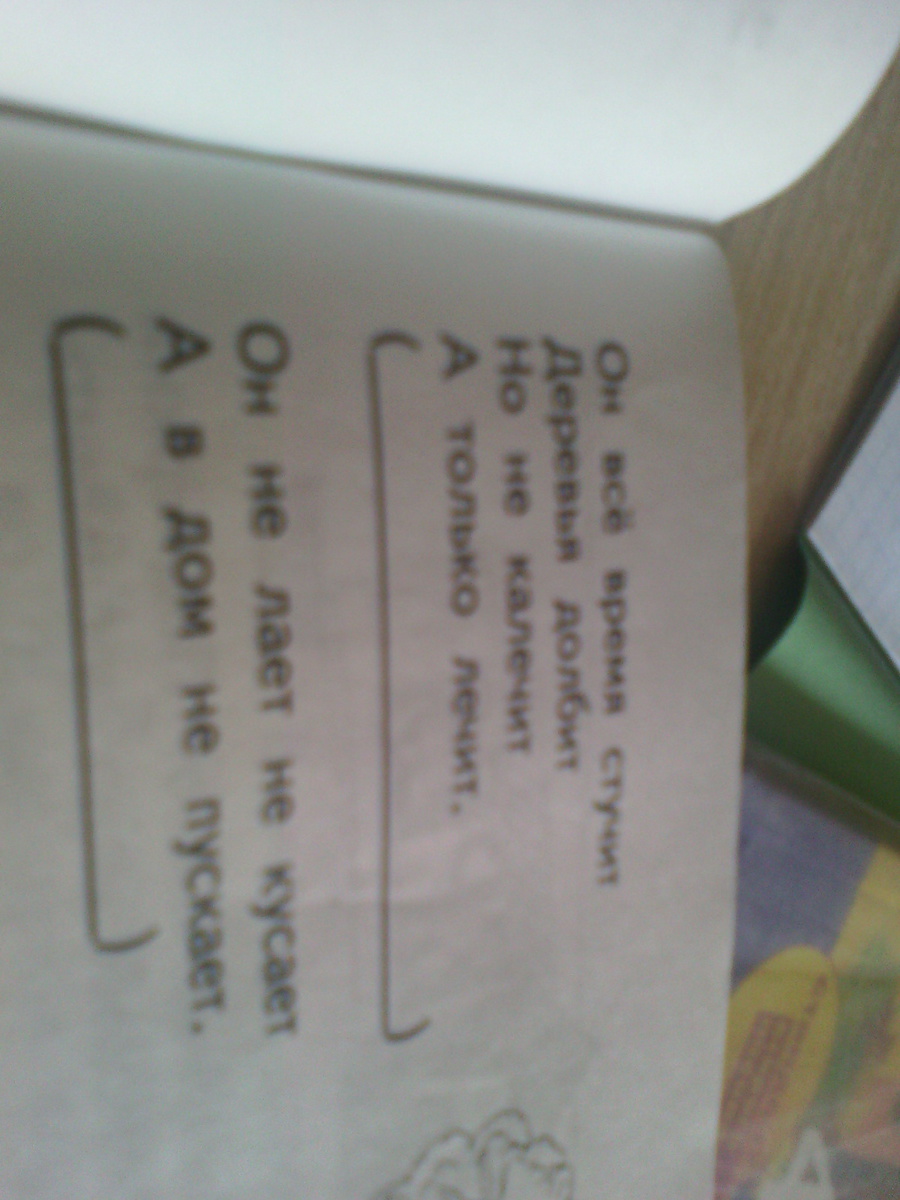 Он всё время стучит
Деревья долбит
Но не калечит
А только лечит.
Он не лает не кусает
А в дом не пускает.